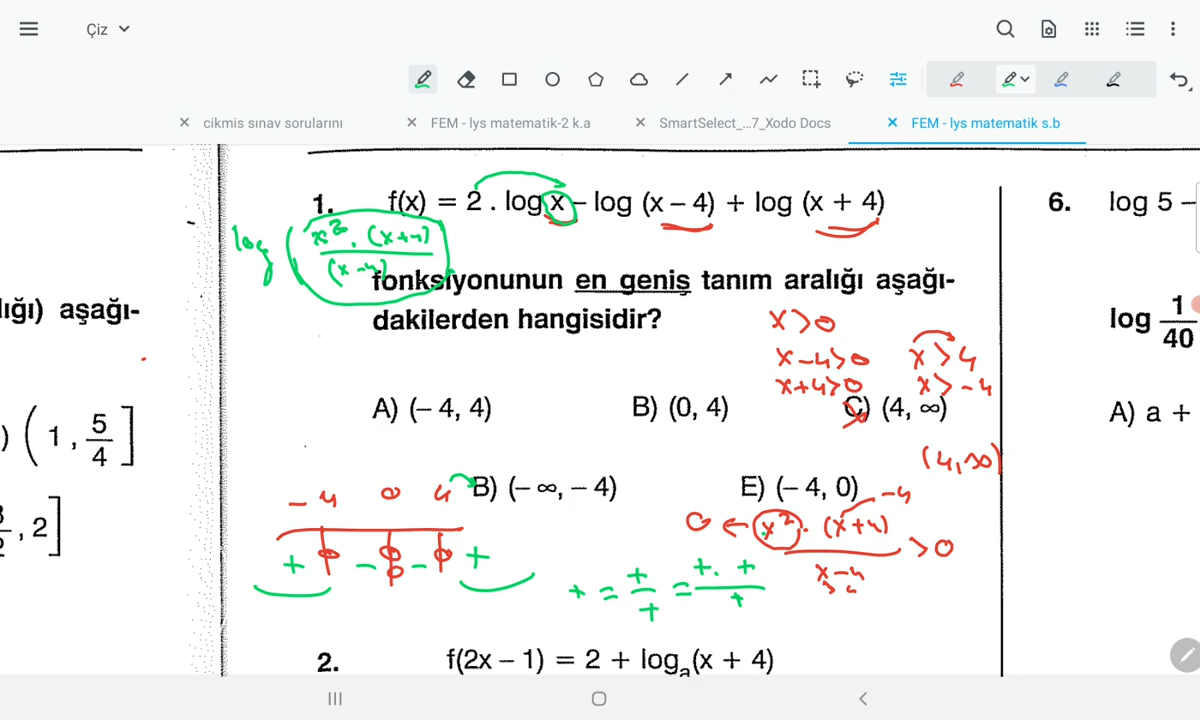 Çiz
cikmis sınav sorularını
FEM - lys matematik-2 k.a
SmartSelect_...7_Xodo Docs
FEM - lys matematik s.b
1. f(x) = 2 . log x – log (x – 4) + log (x + 4)
log ( x² . (x+4) / (x-4) )
fonksiyonunun en geniş tanım aralığı aşağı-
dakilerden hangisidir?
x>0
x-4>0 x>4
x+4>0 x>-4
A) (– 4, 4) B) (0, 4) C) (4, ∞)
(4, ∞)
B) (– ∞, – 4) E) (– 4, 0)
-4 0 4
-4
0 ← x² . (x+4) / x-4 > 0
+ - - +
+ = + / + = +. + / +
2. f(2x – 1) = 2 + logₐ(x + 4)
lığı) aşağı-
) ( 1 , 5/4 ]
, 2 ]
6. log 5 –
log 1/40
A) a +